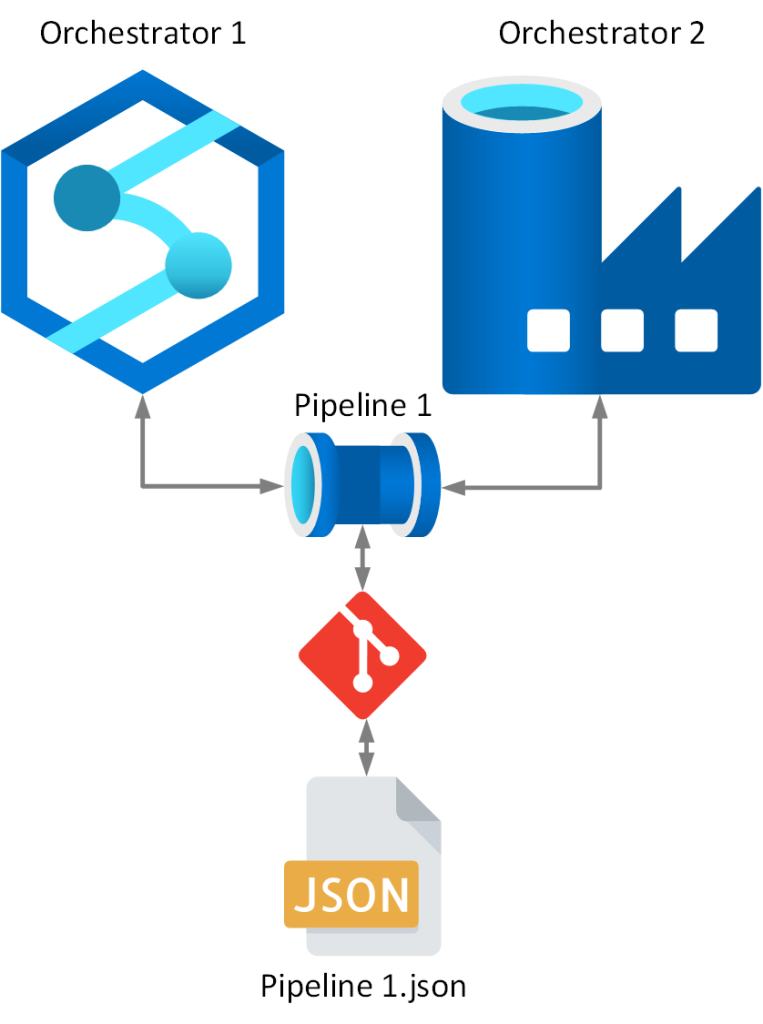 Orchestrator 1
Orchestrator 2
Pipeline 1
JSON
Pipeline 1.json